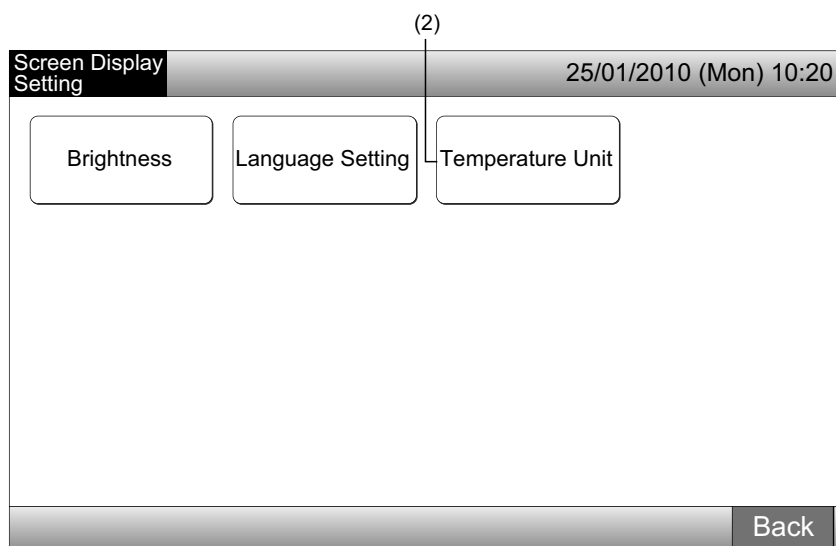 (2)
Screen Display
Setting
25/01/2010 (Mon) 10:20
Brightness
Language Setting
Temperature Unit
Back